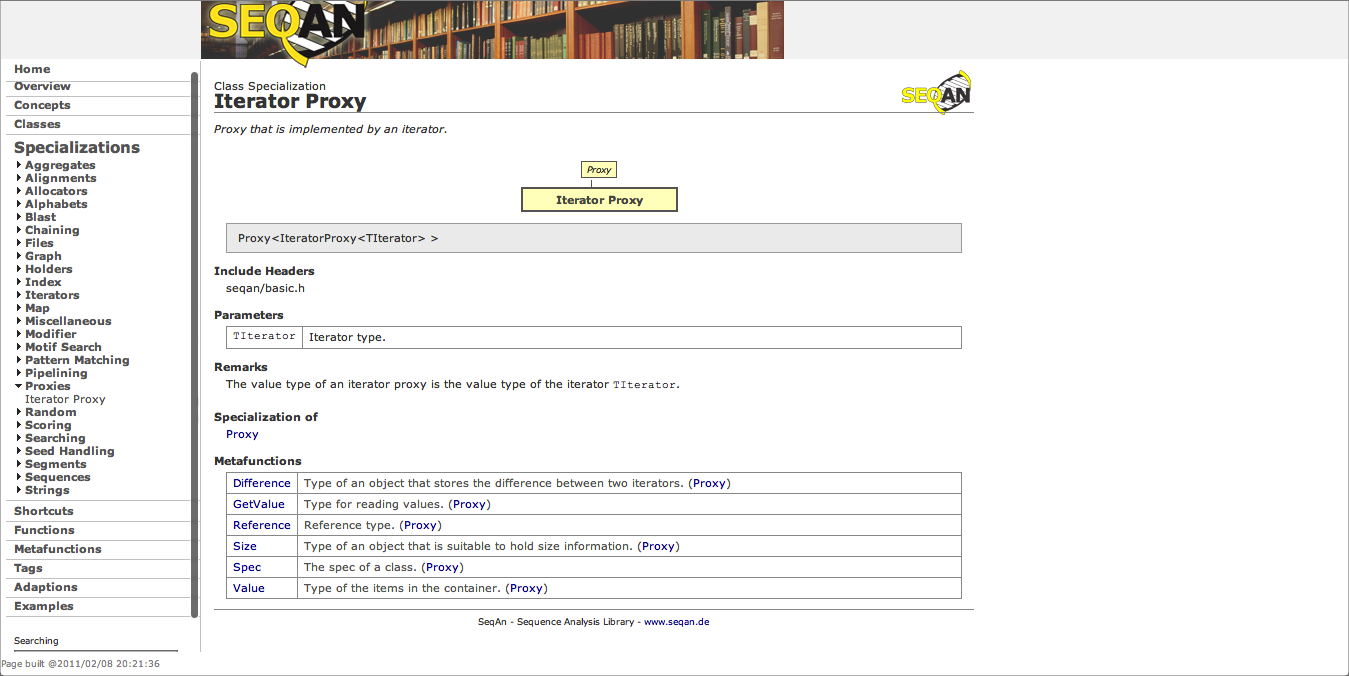 SEQAN
Home
Overview
Concepts
Classes
Specializations
Aggregates
Alignments
Allocators
Alphabets
Blast
Chaining
Files
Graph
Holders
Index
Iterators
Map
Miscellaneous
Modifier
Motif Search
Pattern Matching
Pipelining
Proxies
Iterator Proxy
Random
Scoring
Searching
Seed Handling
Segments
Sequences
Strings
Shortcuts
Functions
Metafunctions
Tags
Adaptions
Examples
Searching
Page built @2011/02/08 20:21:36
Class Specialization
Iterator Proxy
SEQAN
Proxy that is implemented by an iterator.
Proxy
Iterator Proxy
Proxy<IteratorProxy<TIterator> >
Include Headers
seqan/basic.h
Parameters
TIterator Iterator type.
Remarks
The value type of an iterator proxy is the value type of the iterator TIterator.
Specialization of
Proxy
Metafunctions
Difference Type of an object that stores the difference between two iterators. (Proxy)
GetValue Type for reading values. (Proxy)
Reference Reference type. (Proxy)
Size Type of an object that is suitable to hold size information. (Proxy)
Spec The spec of a class. (Proxy)
Value Type of the items in the container. (Proxy)
SeqAn - Sequence Analysis Library - www.seqan.de